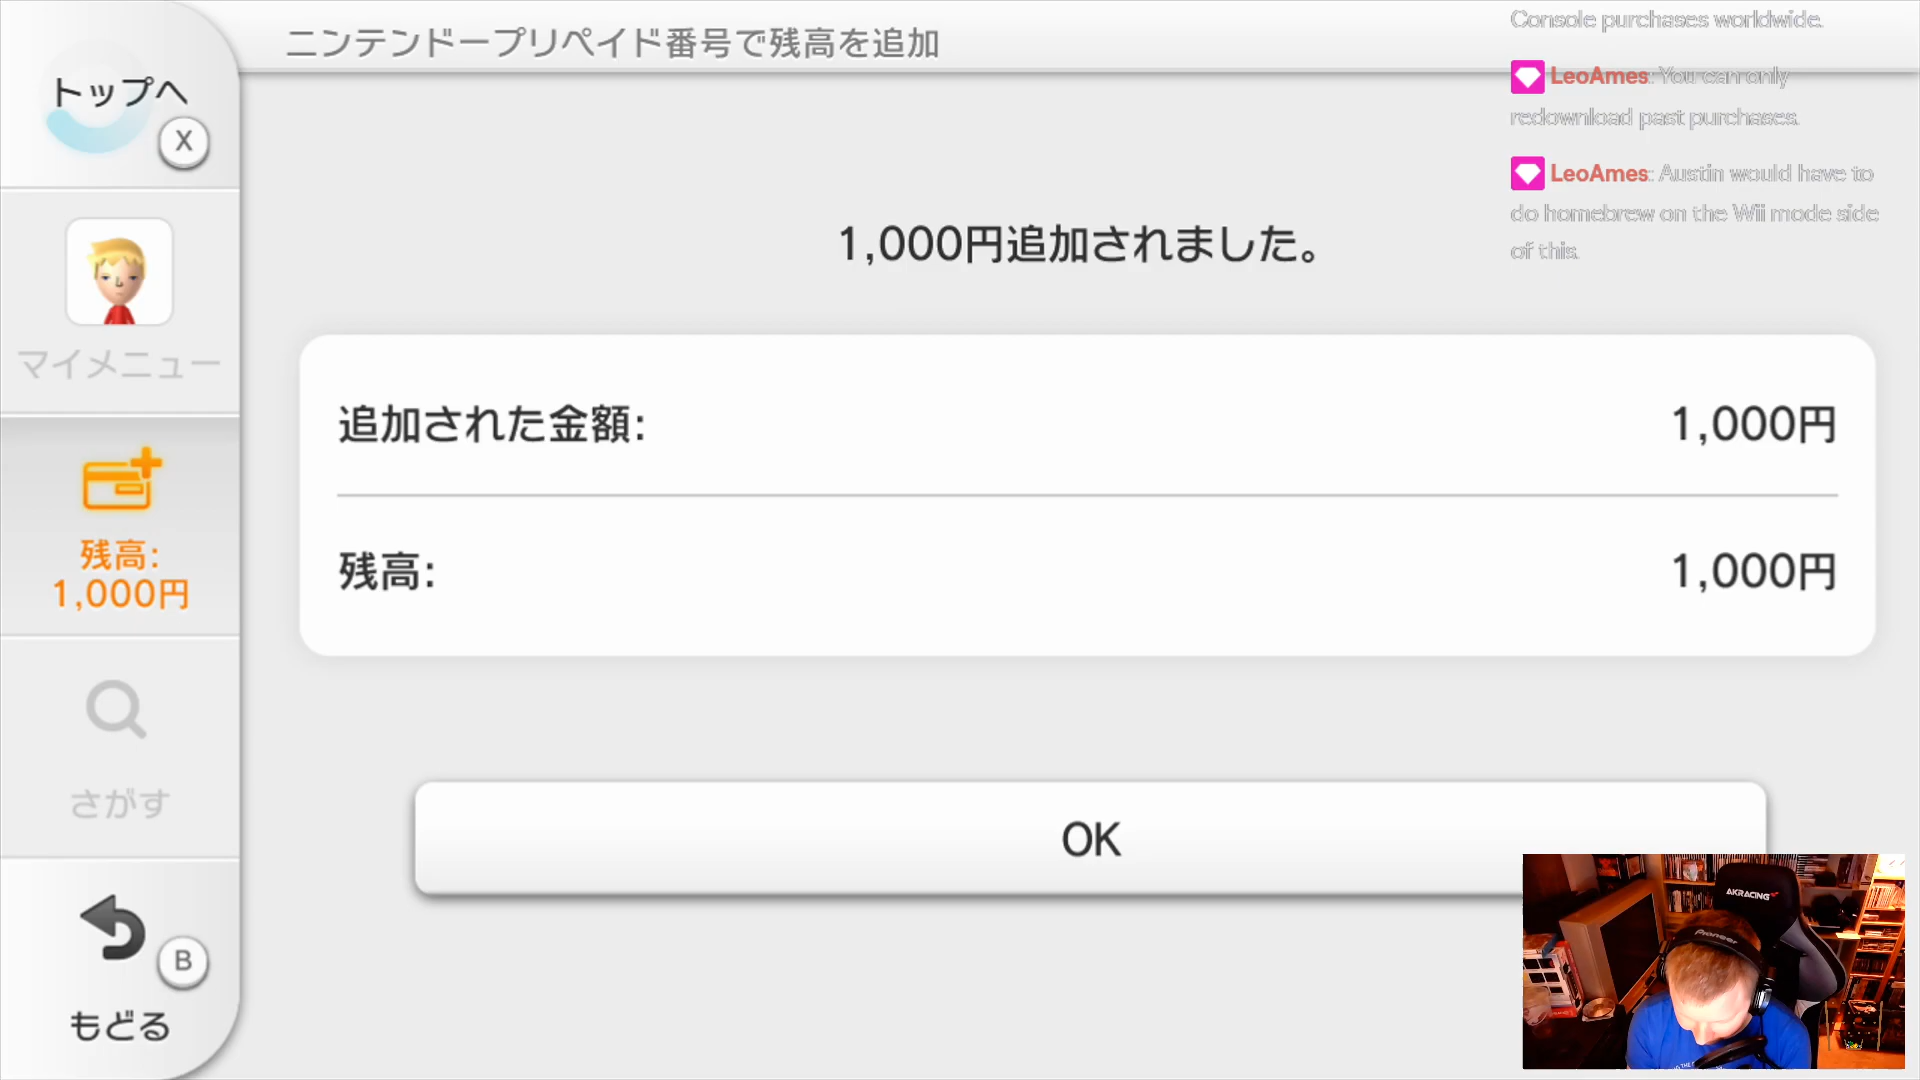 ニンテンドープリペイド番号で残高を追加
トップへ
X
マイメニュー
残高:
1,000円
さがす
B
もどる
1,000円追加されました。
追加された金額: 1,000円
残高: 1,000円
OK
Console purchases worldwide.
LeoAmes: You can only
redownload past purchases.
LeoAmes: Austin would have to
do homebrew on the Wii mode side
of this.
AKRACING
Pioneer